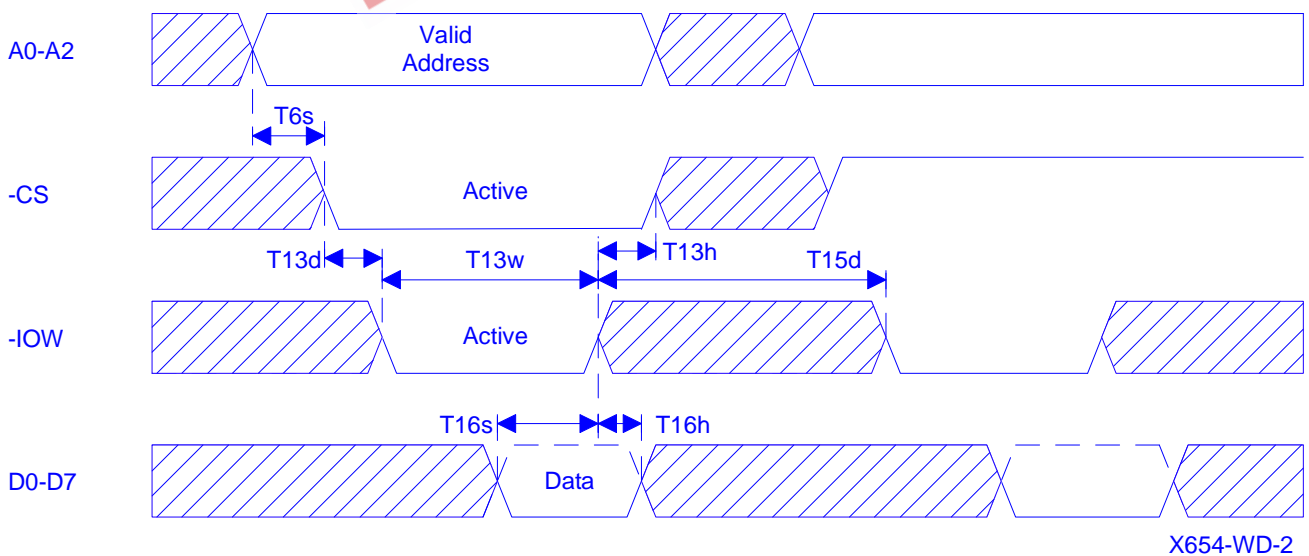 A0-A2
Valid
Address
T6s
-CS
Active
T13d
T13w
T13h
T15d
-IOW
Active
T16s
T16h
D0-D7
Data
X654-WD-2